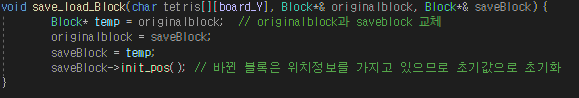 void save_load_Block(char tetris[][board_Y], Block*& originalblock, Block*& saveBlock) {
Block* temp = originalblock; // originalblock과 saveblock 교체
originalblock = saveBlock;
saveBlock = temp;
saveBlock->init_pos(); // 바뀐 블록은 위치정보를 가지고 있으므로 초기값으로 초기화
}